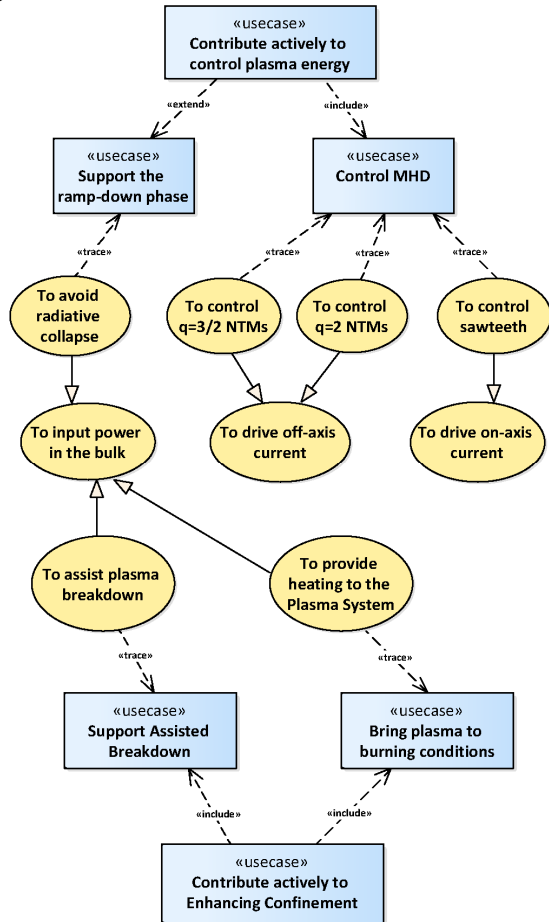 «usecase»
Contribute actively to
control plasma energy
«extend»
«include»
«usecase»
Support the
ramp-down phase
«usecase»
Control MHD
«trace»
«trace»
«trace»
«trace»
To avoid
radiative
collapse
To control
q=3/2 NTMs
To control
q=2 NTMs
To control
sawteeth
To input power
in the bulk
To drive off-axis
current
To drive on-axis
current
To assist plasma
breakdown
To provide
heating to the
Plasma System
«trace»
«trace»
«usecase»
Support Assisted
Breakdown
«usecase»
Bring plasma to
burning conditions
«include»
«include»
«usecase»
Contribute actively to
Enhancing Confinement